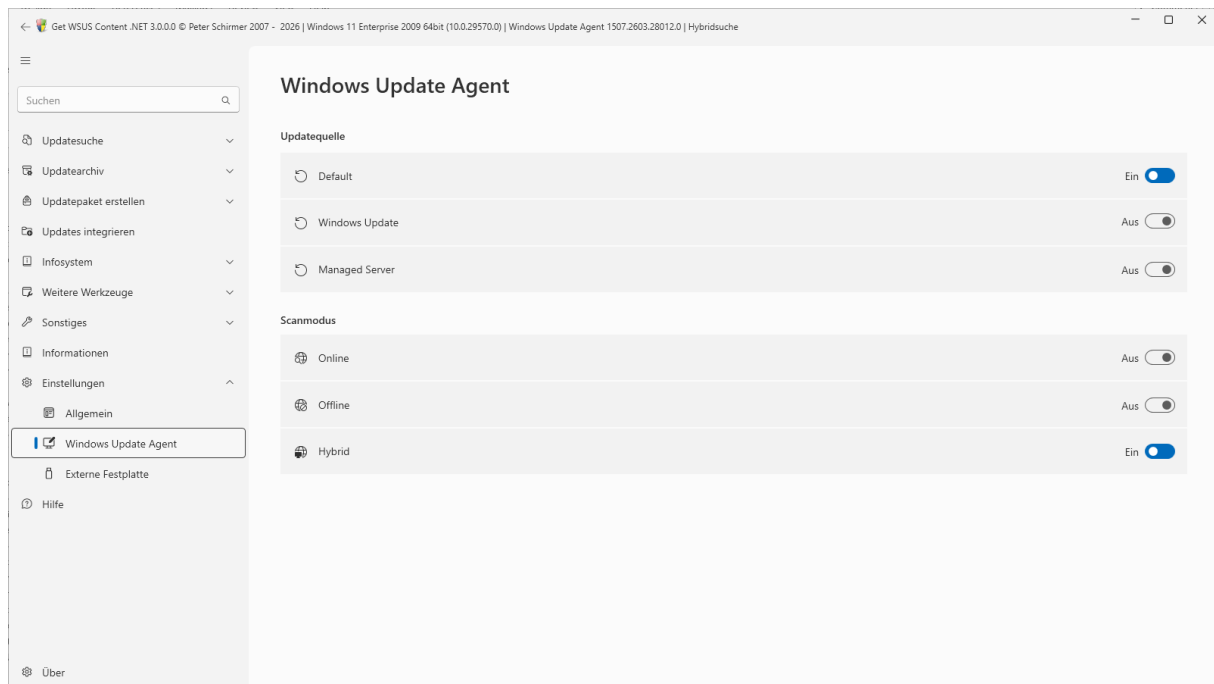 Get WSUS Content .NET 3.0.0.0 © Peter Schirmer 2007 - 2026 | Windows 11 Enterprise 2009 64bit (10.0.29570.0) | Windows Update Agent 1507.2603.28012.0 | Hybridsuche
Suchen
Updatesuche
Updatearchiv
Updatepaket erstellen
Updates integrieren
Infosystem
Weitere Werkzeuge
Sonstiges
Informationen
Einstellungen
Allgemein
Windows Update Agent
Externe Festplatte
Hilfe
Über
Windows Update Agent
Updatequelle
Default Ein
Windows Update Aus
Managed Server Aus
Scanmodus
Online Aus
Offline Aus
Hybrid Ein